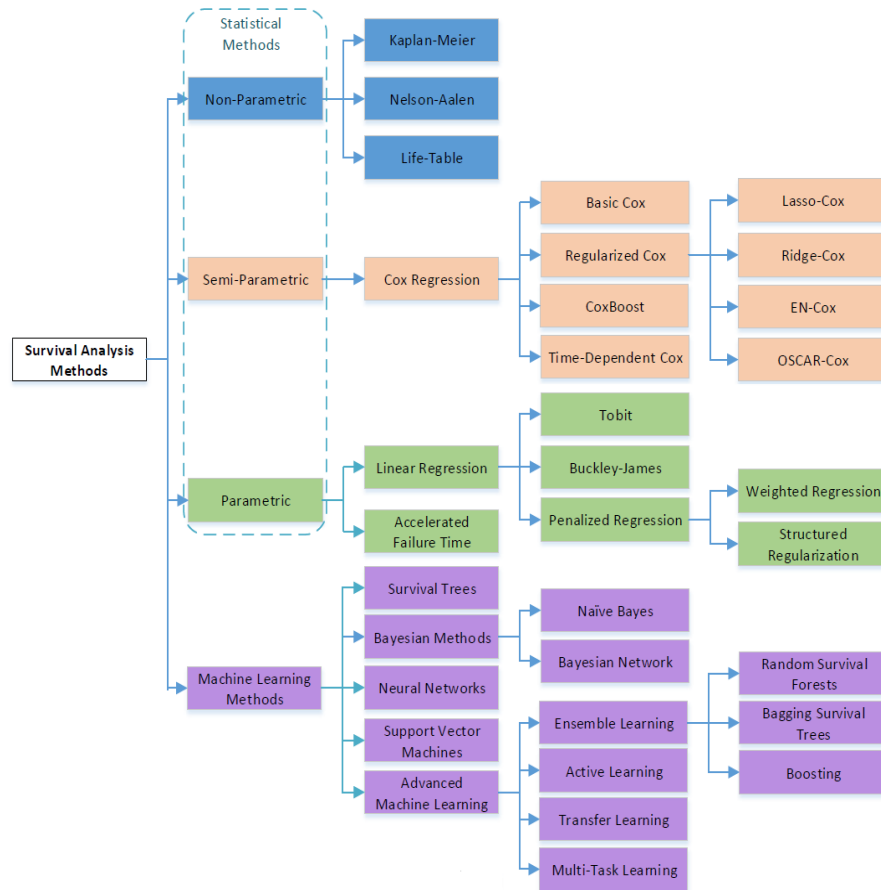 Statistical
Methods
Kaplan-Meier
Non-Parametric
Nelson-Aalen
Life-Table
Basic Cox
Lasso-Cox
Semi-Parametric
Cox Regression
Regularized Cox
Ridge-Cox
CoxBoost
EN-Cox
Time-Dependent Cox
OSCAR-Cox
Survival Analysis
Methods
Tobit
Linear Regression
Buckley-James
Weighted Regression
Parametric
Penalized Regression
Accelerated
Failure Time
Structured
Regularization
Survival Trees
Naïve Bayes
Bayesian Methods
Bayesian Network
Random Survival
Forests
Machine Learning
Methods
Neural Networks
Ensemble Learning
Bagging Survival
Trees
Support Vector
Machines
Active Learning
Boosting
Advanced
Machine Learning
Transfer Learning
Multi-Task Learning